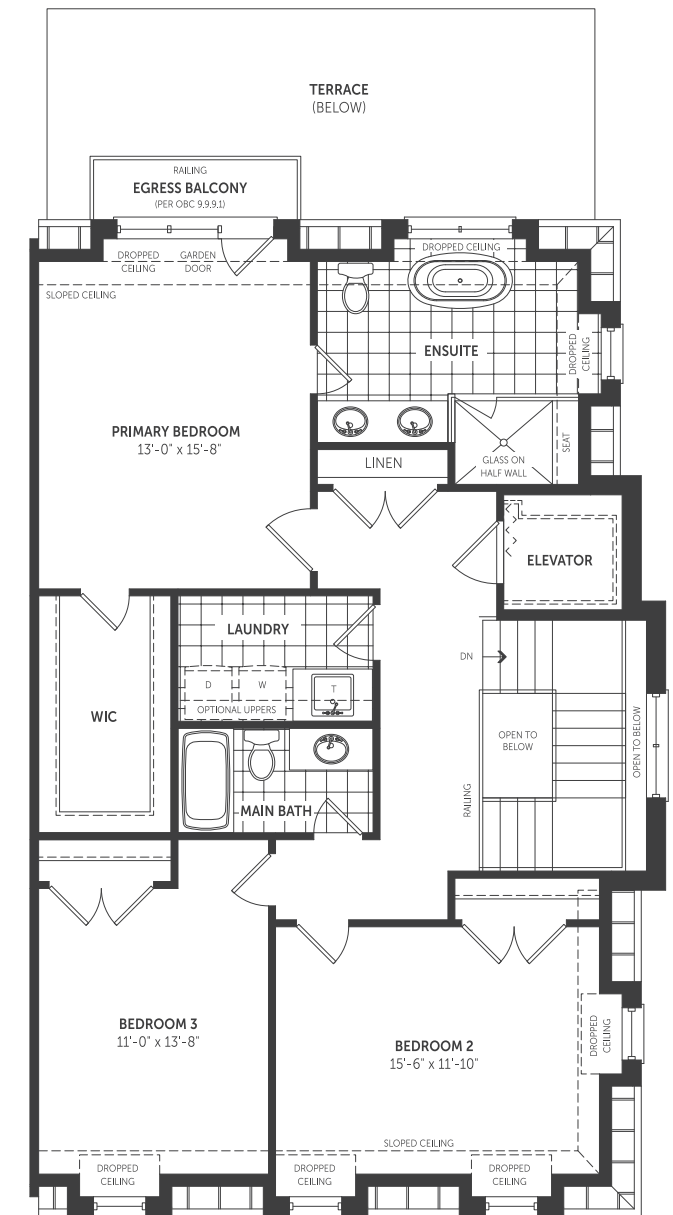 TERRACE
(BELOW)
RAILING
EGRESS BALCONY
(PER OBC 9.9.9.1)
DROPPED
CEILING
GARDEN
DOOR
DROPPED CEILING
SLOPED CEILING
ENSUITE
DROPPED
CEILING
PRIMARY BEDROOM
13'-0" x 15'-8"
LINEN
GLASS ON
HALF WALL
SEAT
ELEVATOR
LAUNDRY
D
W
T
OPTIONAL UPPERS
DN
WIC
OPEN TO
BELOW
OPEN TO BELOW
RAILING
MAIN BATH
BEDROOM 3
11'-0" x 13'-8"
BEDROOM 2
15'-6" x 11'-10"
DROPPED
CEILING
SLOPED CEILING
DROPPED
CEILING
DROPPED
CEILING
DROPPED
CEILING